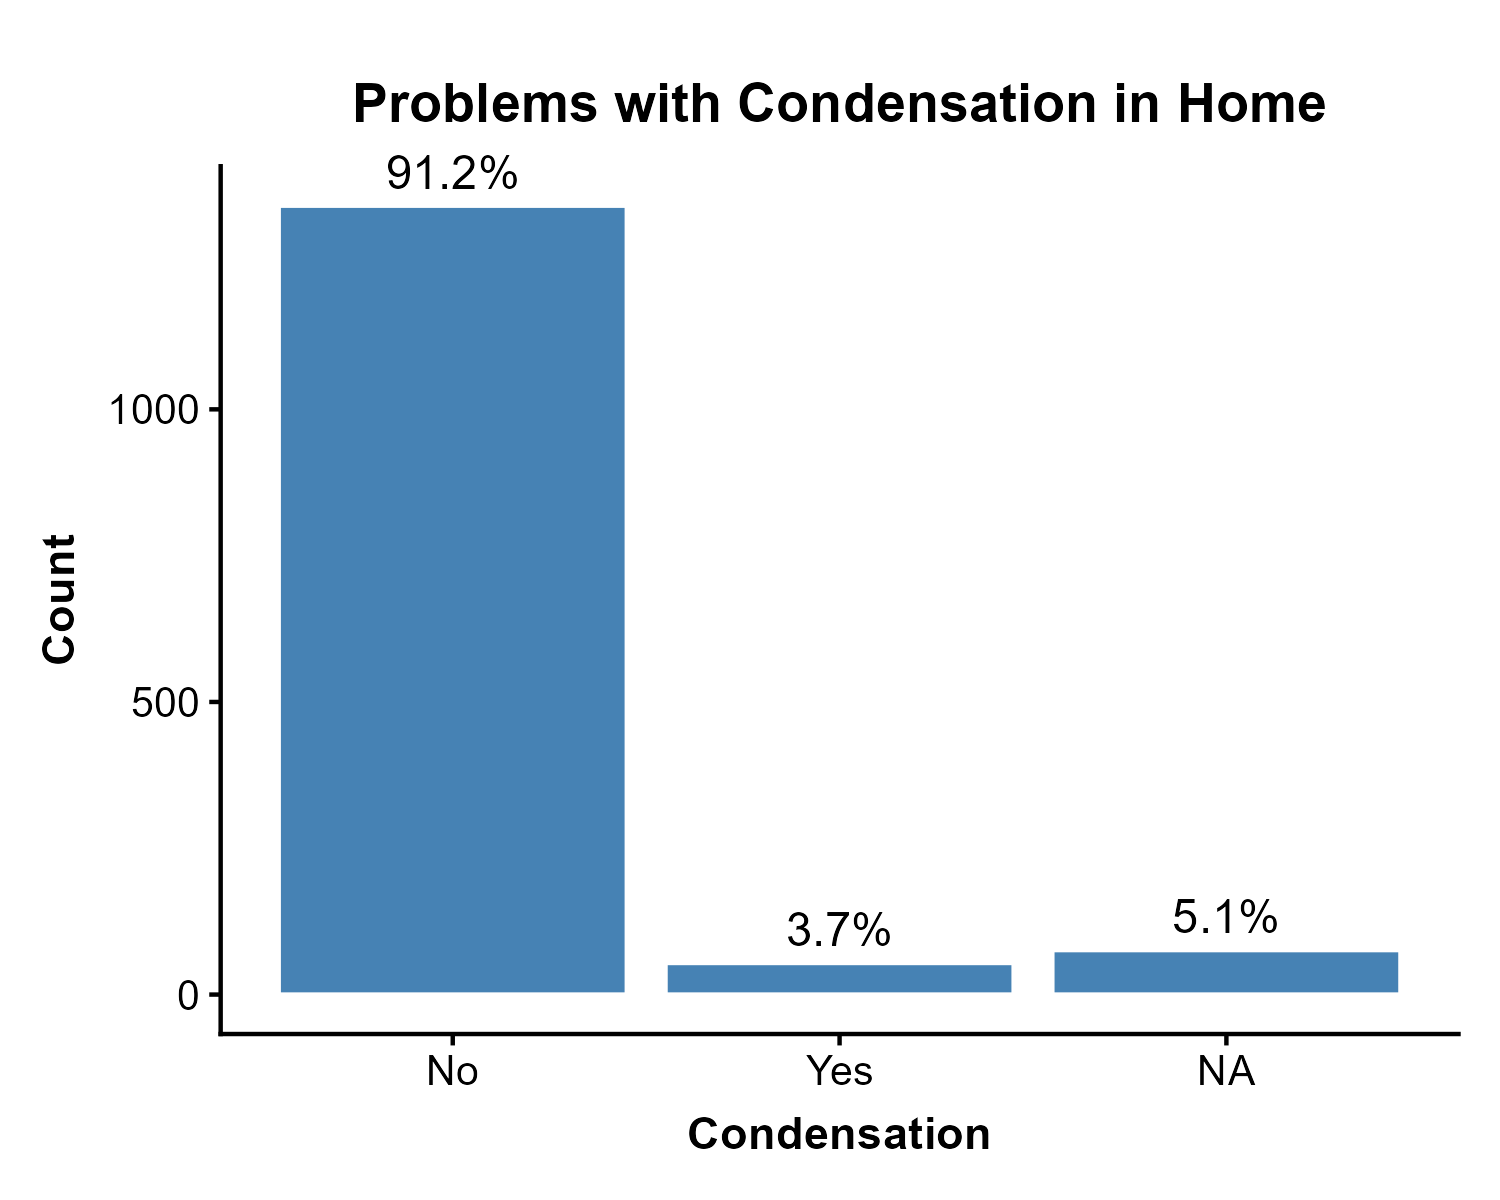 Problems with Condensation in Home
91.2%
1000
500
0
Count
3.7%
5.1%
No
Yes
NA
Condensation